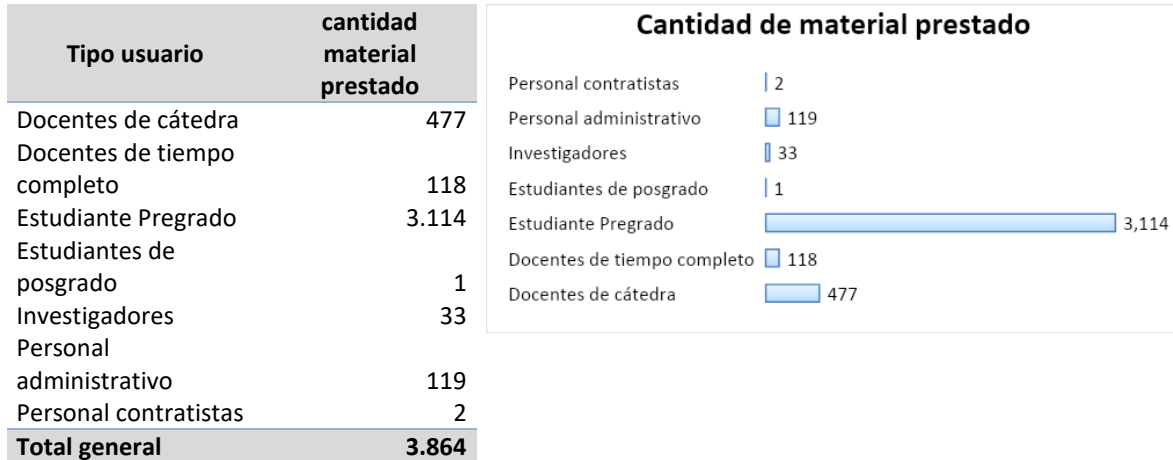 Tipo usuario
cantidad
material
prestado
Docentes de cátedra 477
Docentes de tiempo
completo 118
Estudiante Pregrado 3.114
Estudiantes de
posgrado 1
Investigadores 33
Personal
administrativo 119
Personal contratistas 2
Total general 3.864
Cantidad de material prestado
Personal contratistas 2
Personal administrativo 119
Investigadores 33
Estudiantes de posgrado 1
Estudiante Pregrado 3,114
Docentes de tiempo completo 118
Docentes de cátedra 477